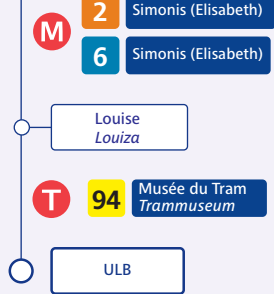 M
2 Simonis (Elisabeth)
6 Simonis (Elisabeth)
Louise
Louiza
T 94 Musée du Tram
Trammuseum
ULB